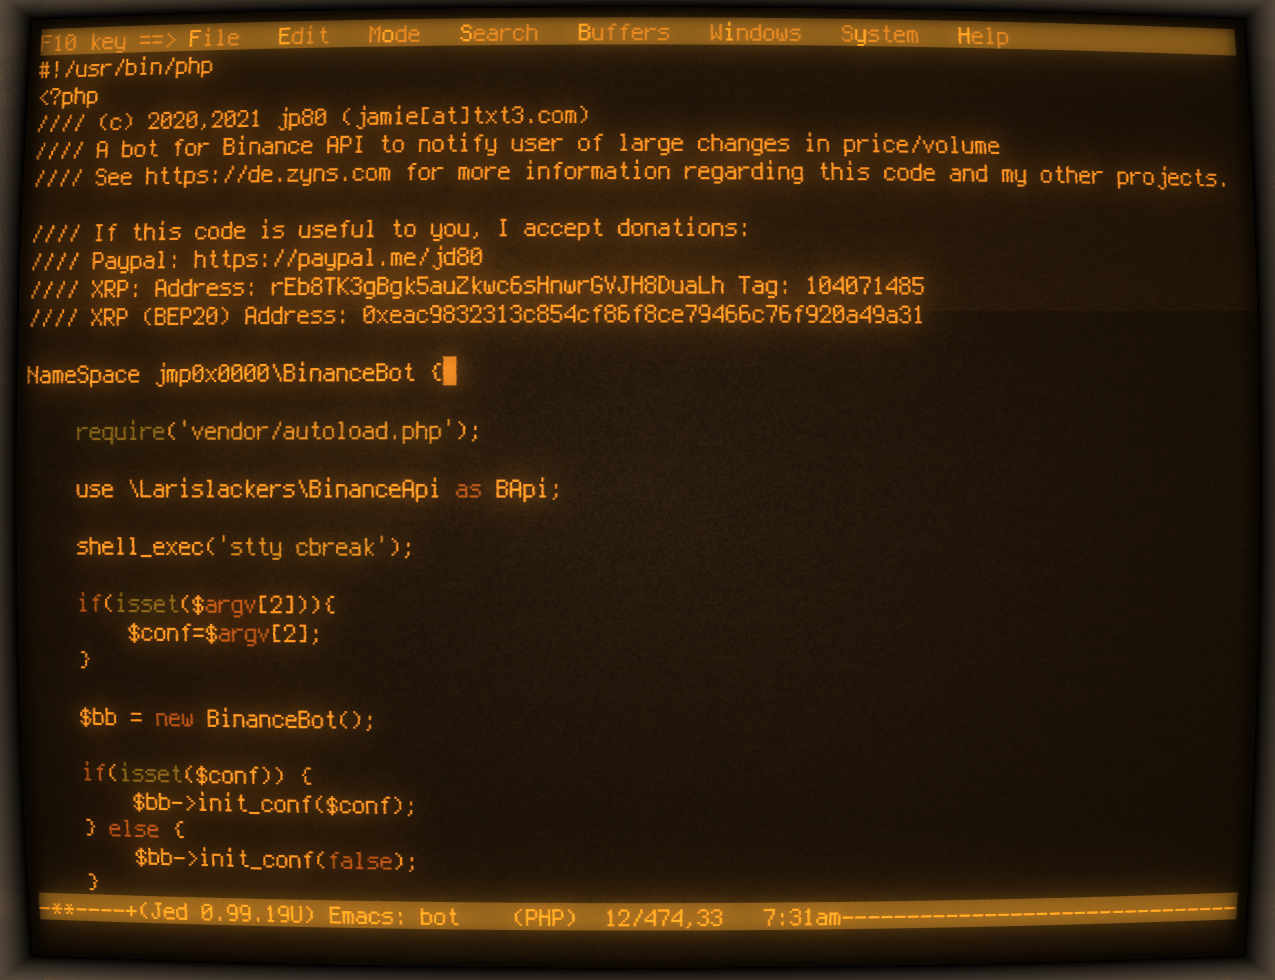 F10 key ==> File   Edit   Mode   Search   Buffers   Windows   System   Help
#!/usr/bin/php
<?php
//// (c) 2020,2021 jp80 (jamie[at]txt3.com)
//// A bot for Binance API to notify user of large changes in price/volume
//// See https://de.zyns.com for more information regarding this code and my other projects.
//// If this code is useful to you, I accept donations:
//// Paypal: https://paypal.me/jd80
//// XRP: Address: rEb8TK3gBgk5auZkwc6sHnwrGVJH8DuaLh Tag: 104071485
//// XRP (BEP20) Address: 0xeac9832313c854cf86f8ce79466c76f920a49a31
NameSpace jmp0x0000\BinanceBot {
require('vendor/autoload.php');
use \Larislackers\BinanceApi as BApi;
shell_exec('stty cbreak');
if(isset($argv[2])){
$conf=$argv[2];
}
$bb = new BinanceBot();
if(isset($conf)) {
$bb->init_conf($conf);
} else {
$bb->init_conf(false);
}
-**----+(Jed 0.99.19U) Emacs: bot    (PHP)  12/474,33   7:31am------------------------------